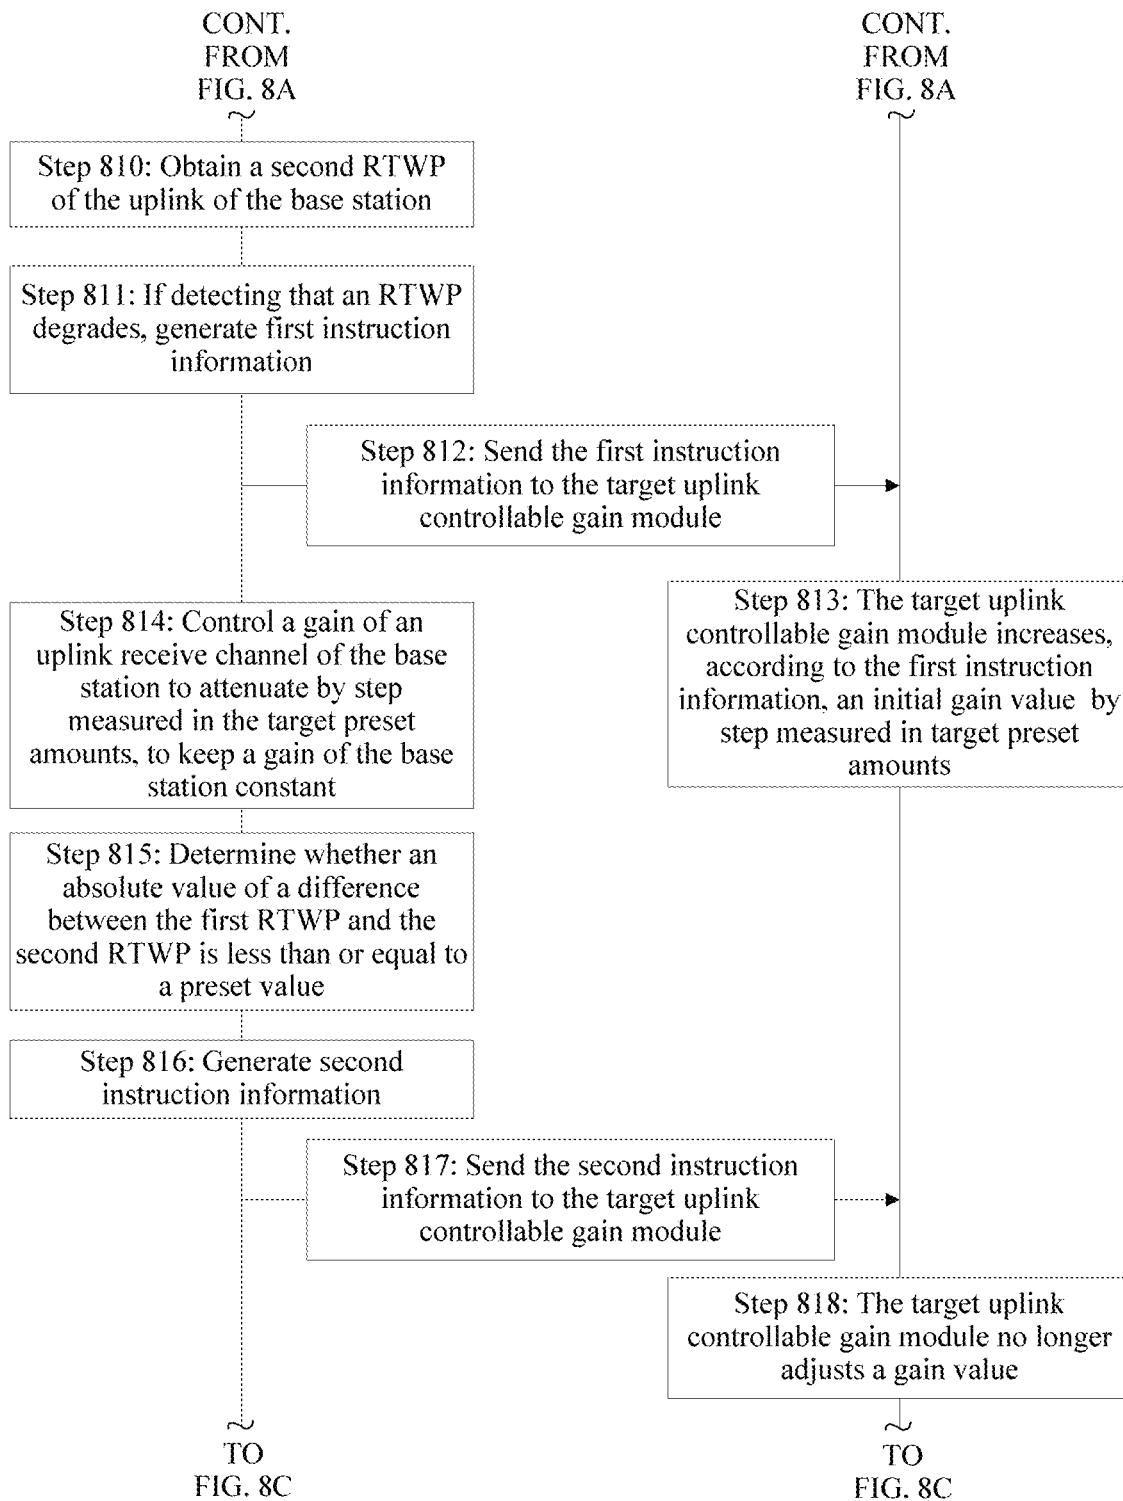 CONT.
FROM
FIG. 8A
CONT.
FROM
FIG. 8A
Step 810: Obtain a second RTWP
of the uplink of the base station
Step 811: If detecting that an RTWP
degrades, generate first instruction
information
Step 812: Send the first instruction
information to the target uplink
controllable gain module
Step 813: The target uplink
controllable gain module increases,
according to the first instruction
information, an initial gain value by
step measured in target preset
amounts
Step 814: Control a gain of an
uplink receive channel of the base
station to attenuate by step
measured in the target preset
amounts, to keep a gain of the base
station constant
Step 815: Determine whether an
absolute value of a difference
between the first RTWP and the
second RTWP is less than or equal to
a preset value
Step 816: Generate second
instruction information
Step 817: Send the second instruction
information to the target uplink
controllable gain module
Step 818: The target uplink
controllable gain module no longer
adjusts a gain value
TO
FIG. 8C
TO
FIG. 8C